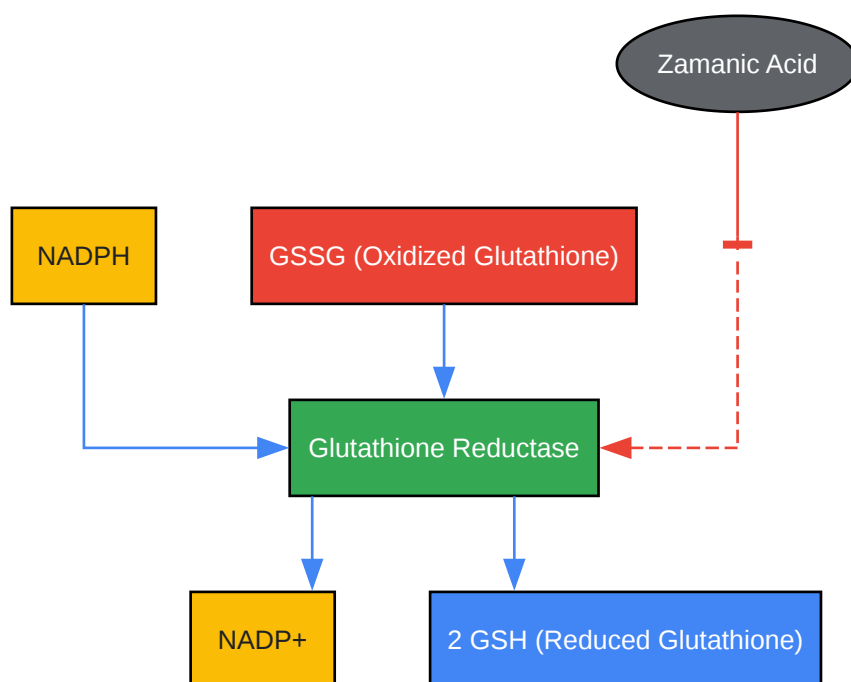 Zamanic Acid
NADPH
GSSG (Oxidized Glutathione)
Glutathione Reductase
NADP+
2 GSH (Reduced Glutathione)